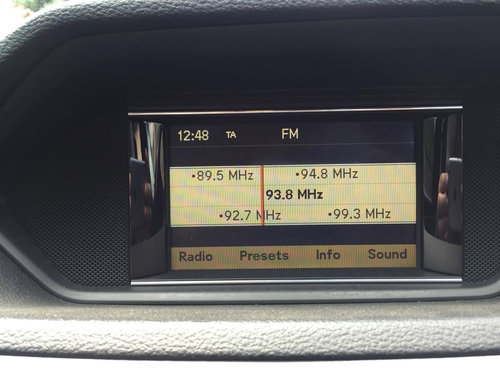 12:48 TA FM
•89.5 MHz •94.8 MHz
93.8 MHz
•92.7 MHz •99.3 MHz
Radio Presets Info Sound